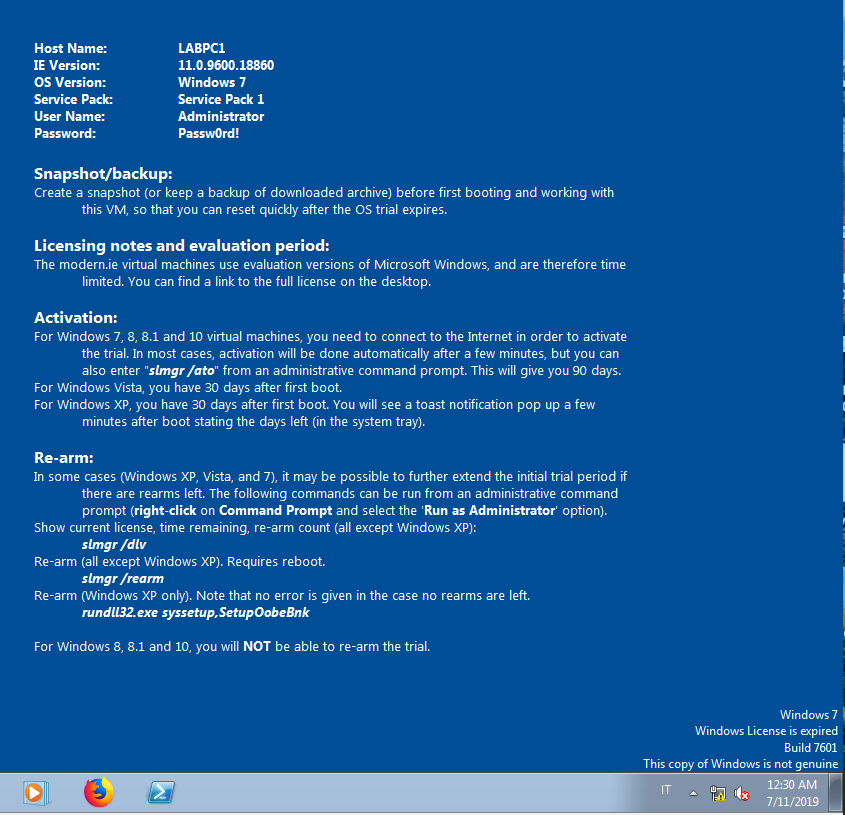 Host Name: LABPC1
IE Version: 11.0.9600.18860
OS Version: Windows 7
Service Pack: Service Pack 1
User Name: Administrator
Password: Passw0rd!
Snapshot/backup:
Create a snapshot (or keep a backup of downloaded archive) before first booting and working with
this VM, so that you can reset quickly after the OS trial expires.
Licensing notes and evaluation period:
The modern.ie virtual machines use evaluation versions of Microsoft Windows, and are therefore time
limited. You can find a link to the full license on the desktop.
Activation:
For Windows 7, 8, 8.1 and 10 virtual machines, you need to connect to the Internet in order to activate
the trial. In most cases, activation will be done automatically after a few minutes, but you can
also enter "slmgr /ato" from an administrative command prompt. This will give you 90 days.
For Windows Vista, you have 30 days after first boot.
For Windows XP, you have 30 days after first boot. You will see a toast notification pop up a few
minutes after boot stating the days left (in the system tray).
Re-arm:
In some cases (Windows XP, Vista, and 7), it may be possible to further extend the initial trial period if
there are rearms left. The following commands can be run from an administrative command
prompt (right-click on Command Prompt and select the 'Run as Administrator' option).
Show current license, time remaining, re-arm count (all except Windows XP):
slmgr /dlv
Re-arm (all except Windows XP). Requires reboot.
slmgr /rearm
Re-arm (Windows XP only). Note that no error is given in the case no rearms are left.
rundll32.exe syssetup,SetupOobeBnk
For Windows 8, 8.1 and 10, you will NOT be able to re-arm the trial.
Windows 7
Windows License is expired
Build 7601
This copy of Windows is not genuine
IT
12:30 AM
7/11/2019